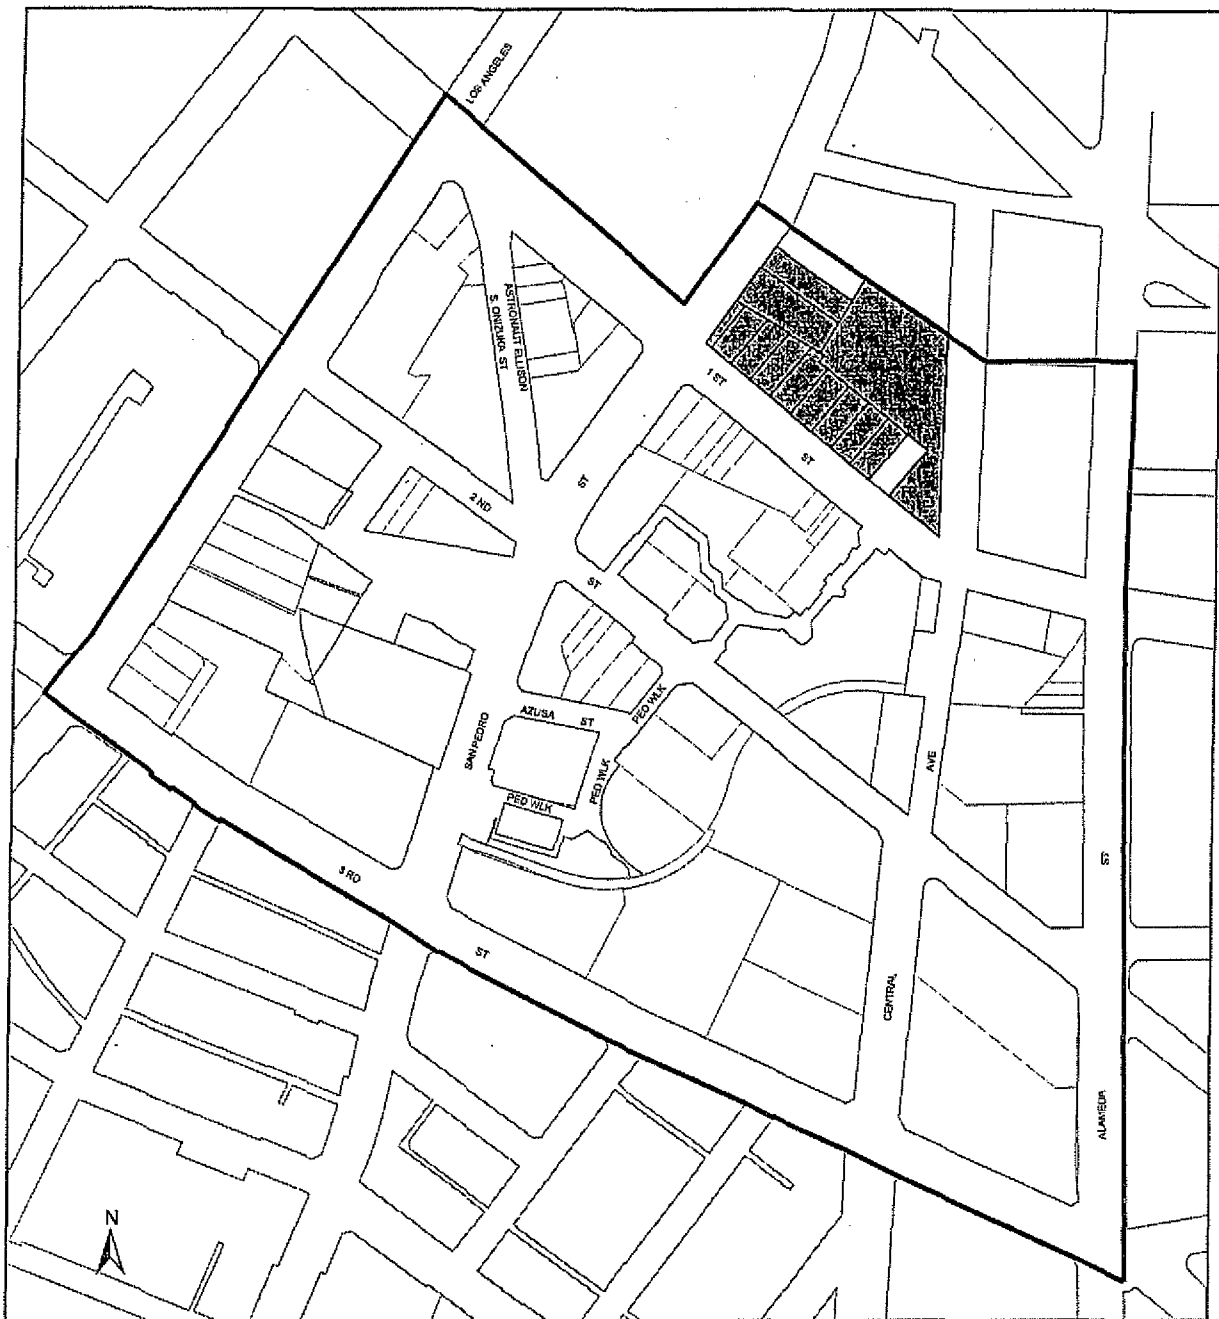 LOS ANGELES
ASTRONAUT ELLISON
S. ONIZUKA ST
1 ST
ST
ST
2 ND
ST
AZUSA ST
PED WLK
SAN PEDRO
PED WLK
PED WLK
AVE
3 RD
ST
ST
CENTRAL
ALAMEDA
N